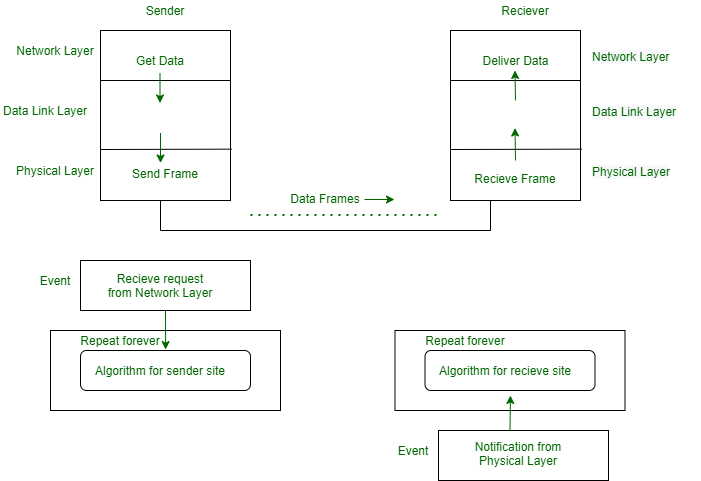 Sender
Reciever
Network Layer
Get Data
Deliver Data
Network Layer
Data Link Layer
Data Link Layer
Physical Layer
Send Frame
Recieve Frame
Physical Layer
Data Frames
Event
Recieve request
from Network Layer
Repeat forever
Algorithm for sender site
Repeat forever
Algorithm for recieve site
Event
Notification from
Physical Layer